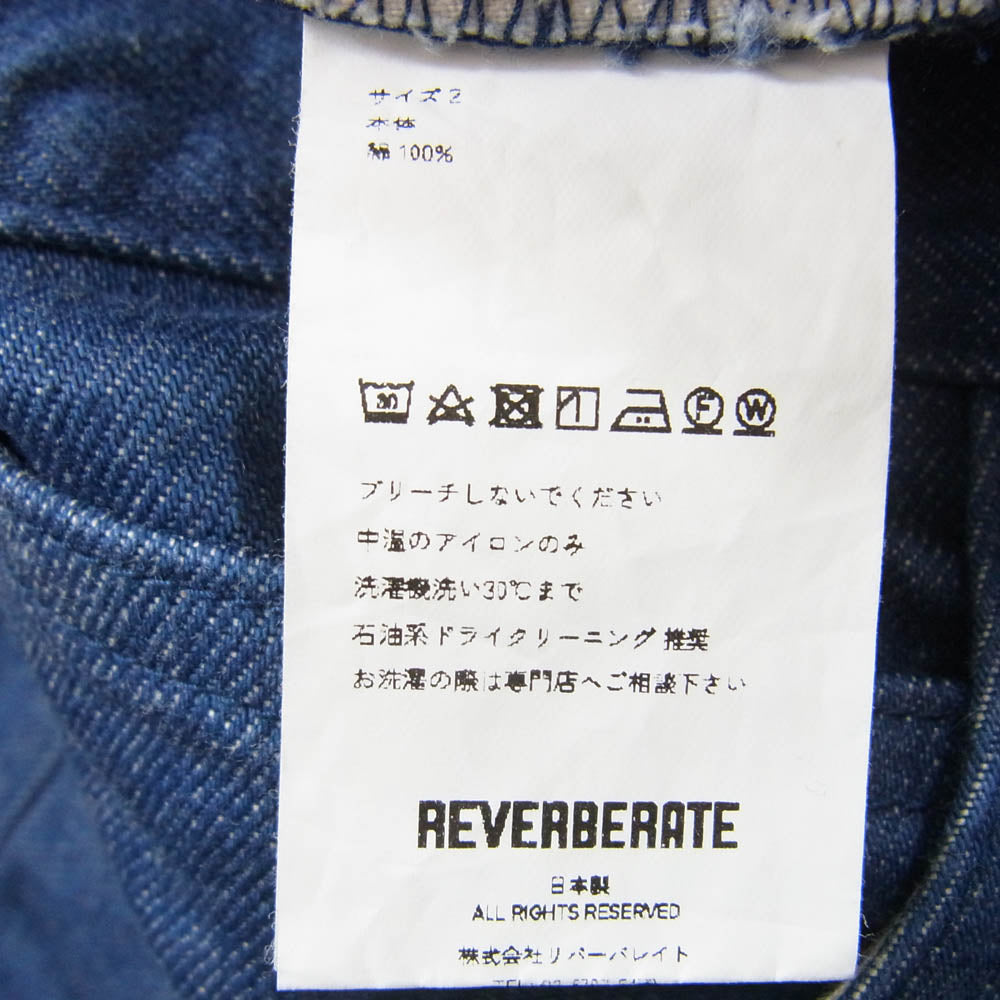 サイズ 2
本体
綿 100%
30 F W
ブリーチしないでください
中温のアイロンのみ
洗濯機洗い30℃まで
石油系ドライクリーニング 推奨
お洗濯の際は専門店へご相談下さい
REVERBERATE
日本製
ALL RIGHTS RESERVED
株式会社リバーバレイト
TEL: